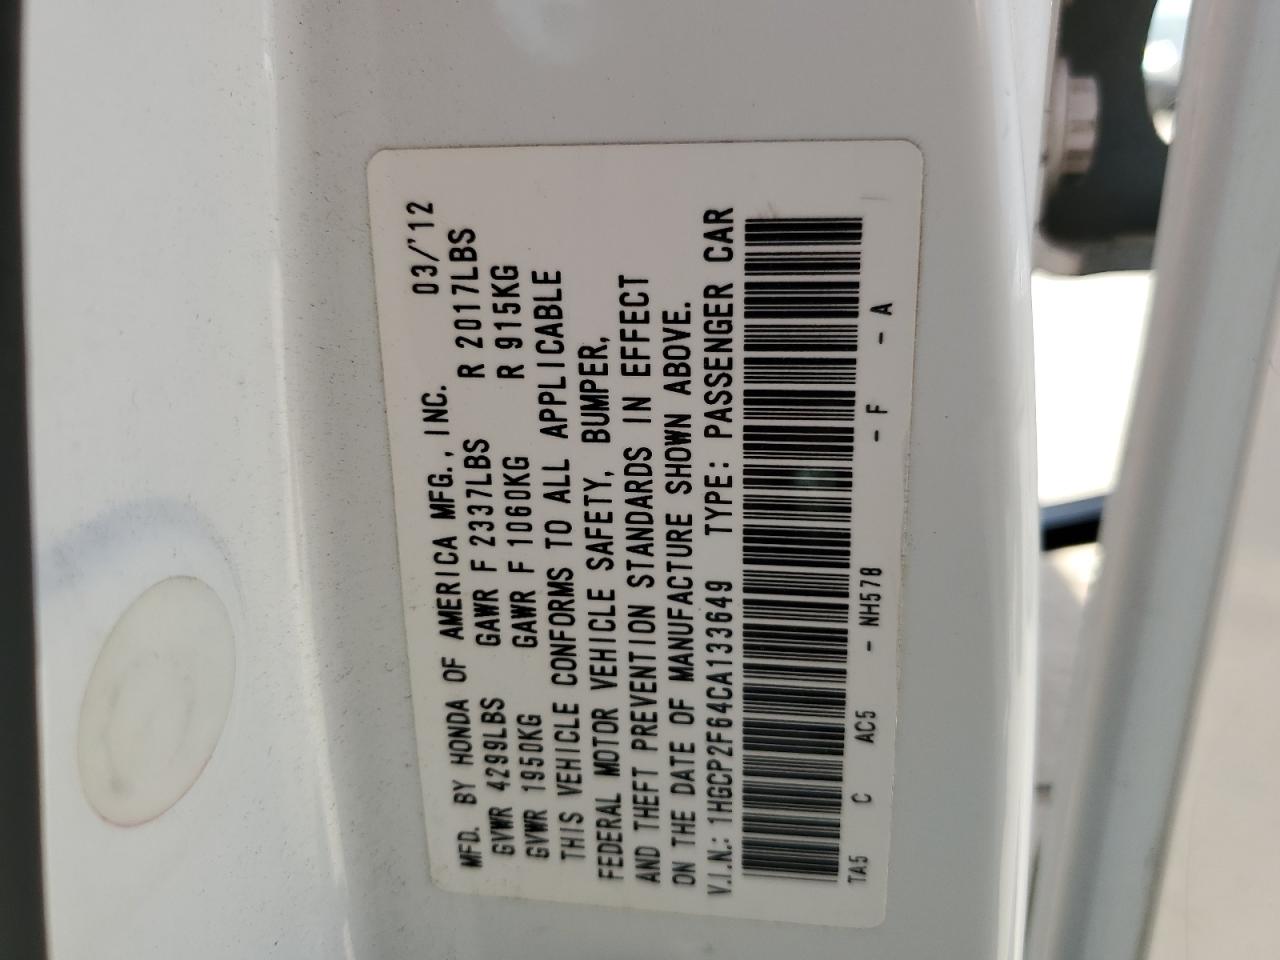 MFD. BY HONDA OF AMERICA MFG., INC. 03/'12
GVWR 4299LBS GAWR F 2337LBS R 2017LBS
GVWR 1950KG GAWR F 1060KG R 915KG
THIS VEHICLE CONFORMS TO ALL APPLICABLE
FEDERAL MOTOR VEHICLE SAFETY, BUMPER,
AND THEFT PREVENTION STANDARDS IN EFFECT
ON THE DATE OF MANUFACTURE SHOWN ABOVE.
V.I.N.: 1HGCP2F64CA133649 TYPE: PASSENGER CAR
TA5 C AC5 - NH578 - F - A